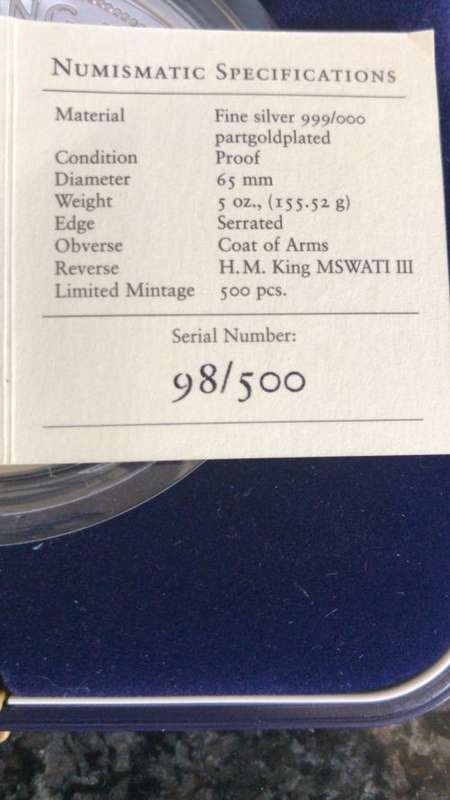 NG
NUMISMATIC SPECIFICATIONS
Material Fine silver 999/000
partgoldplated
Condition Proof
Diameter 65 mm
Weight 5 oz., (155.52 g)
Edge Serrated
Obverse Coat of Arms
Reverse H.M. King MSWATI III
Limited Mintage 500 pcs.
Serial Number:
98/500